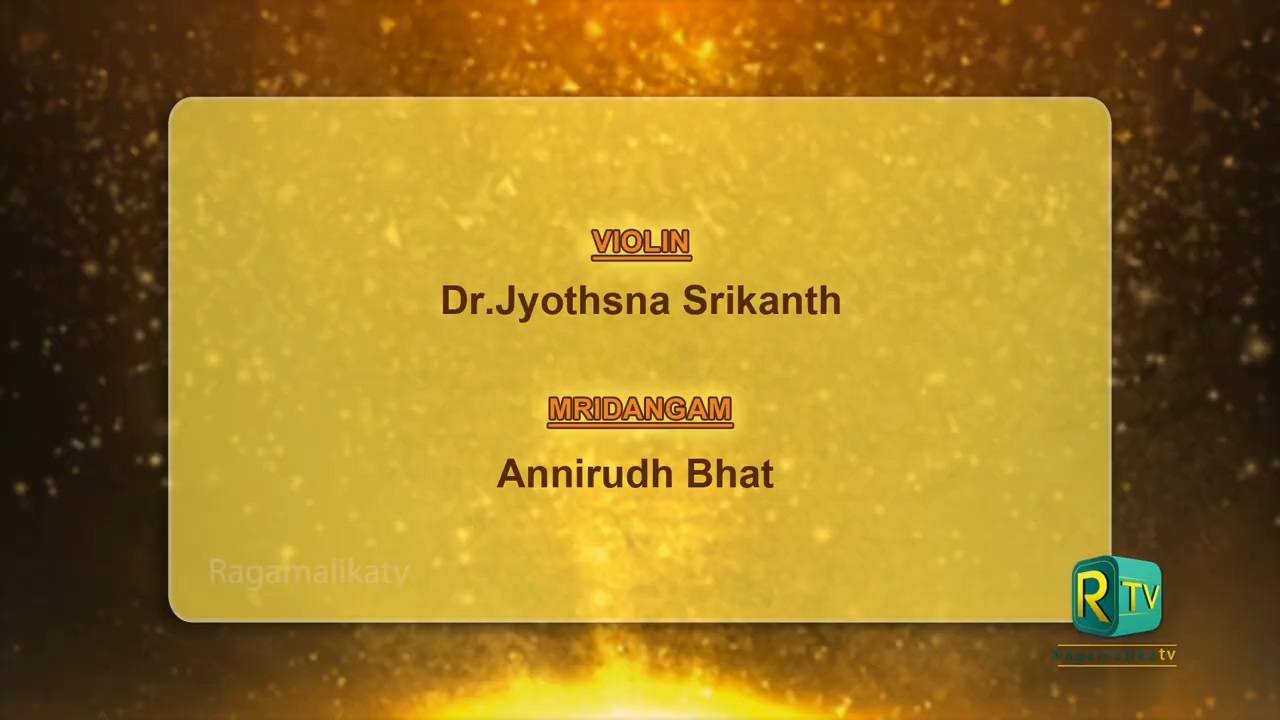 VIOLIN
Dr.Jyothsna Srikanth
MRIDANGAM
Annirudh Bhat
Ragamalikatv
R TV
Ragamalikatv